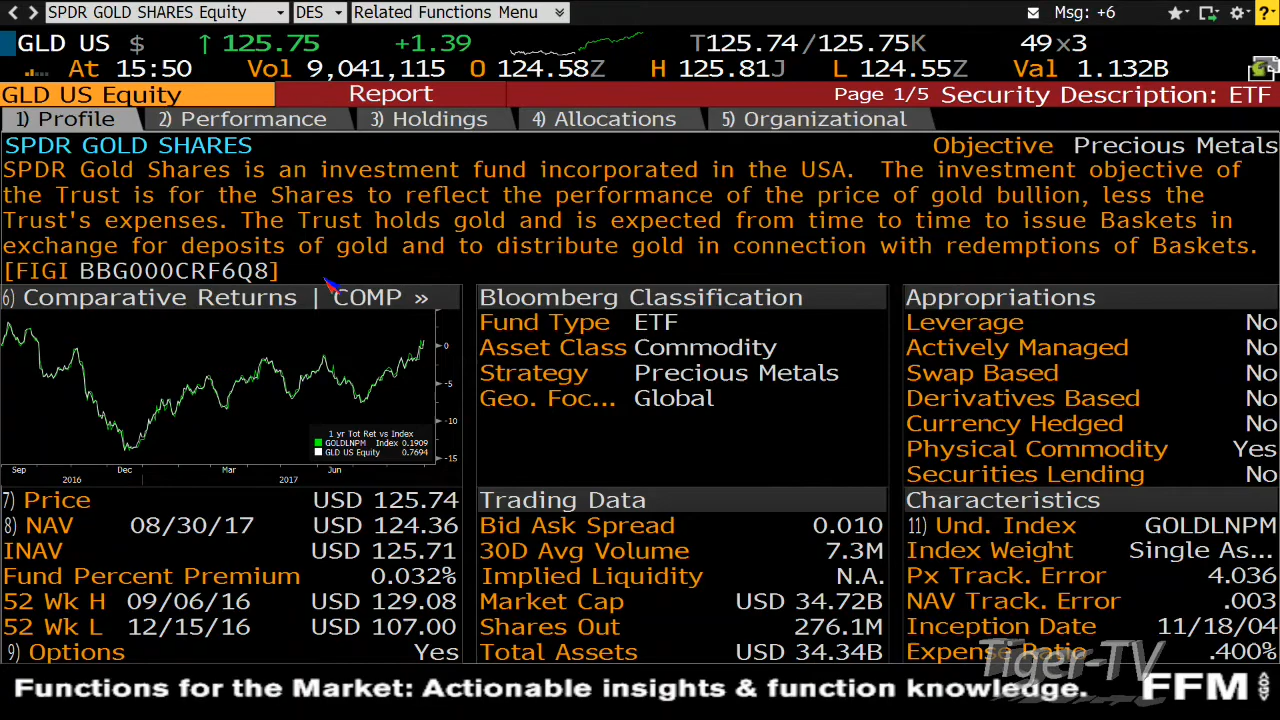 SPDR GOLD SHARES Equity DES Related Functions Menu Msg: +6
GLD US $ ↑ 125.75 +1.39 T125.74/125.75K 49x3
At 15:50 Vol 9,041,115 O 124.58Z H 125.81J L 124.55Z Val 1.132B
GLD US Equity Report Page 1/5 Security Description: ETF
1) Profile 2) Performance 3) Holdings 4) Allocations 5) Organizational
SPDR GOLD SHARES Objective Precious Metals
SPDR Gold Shares is an investment fund incorporated in the USA. The investment objective of
the Trust is for the Shares to reflect the performance of the price of gold bullion, less the
Trust's expenses. The Trust holds gold and is expected from time to time to issue Baskets in
exchange for deposits of gold and to distribute gold in connection with redemptions of Baskets.
[FIGI BBG000CRF6Q8]
6) Comparative Returns | COMP »
0
-5
-10
-15
1 yr Tot Ret vs Index
GOLDLNPM Index 0.1909
GLD US Equity 0.7694
Sep Dec Mar Jun
2016 2017
Bloomberg Classification
Fund Type ETF
Asset Class Commodity
Strategy Precious Metals
Geo. Foc... Global
Appropriations
Leverage No
Actively Managed No
Swap Based No
Derivatives Based No
Currency Hedged No
Physical Commodity Yes
Securities Lending No
7) Price USD 125.74
8) NAV 08/30/17 USD 124.36
INAV USD 125.71
Fund Percent Premium 0.032%
52 Wk H 09/06/16 USD 129.08
52 Wk L 12/15/16 USD 107.00
9) Options Yes
Trading Data
Bid Ask Spread 0.010
30D Avg Volume 7.3M
Implied Liquidity N.A.
Market Cap USD 34.72B
Shares Out 276.1M
Total Assets USD 34.34B
Characteristics
11) Und. Index GOLDLNPM
Index Weight Single As...
Px Track. Error 4.036
NAV Track. Error .003
Inception Date 11/18/04
Expense Ratio .400%
Tiger-TV
Functions for the Market: Actionable insights & function knowledge. FFM